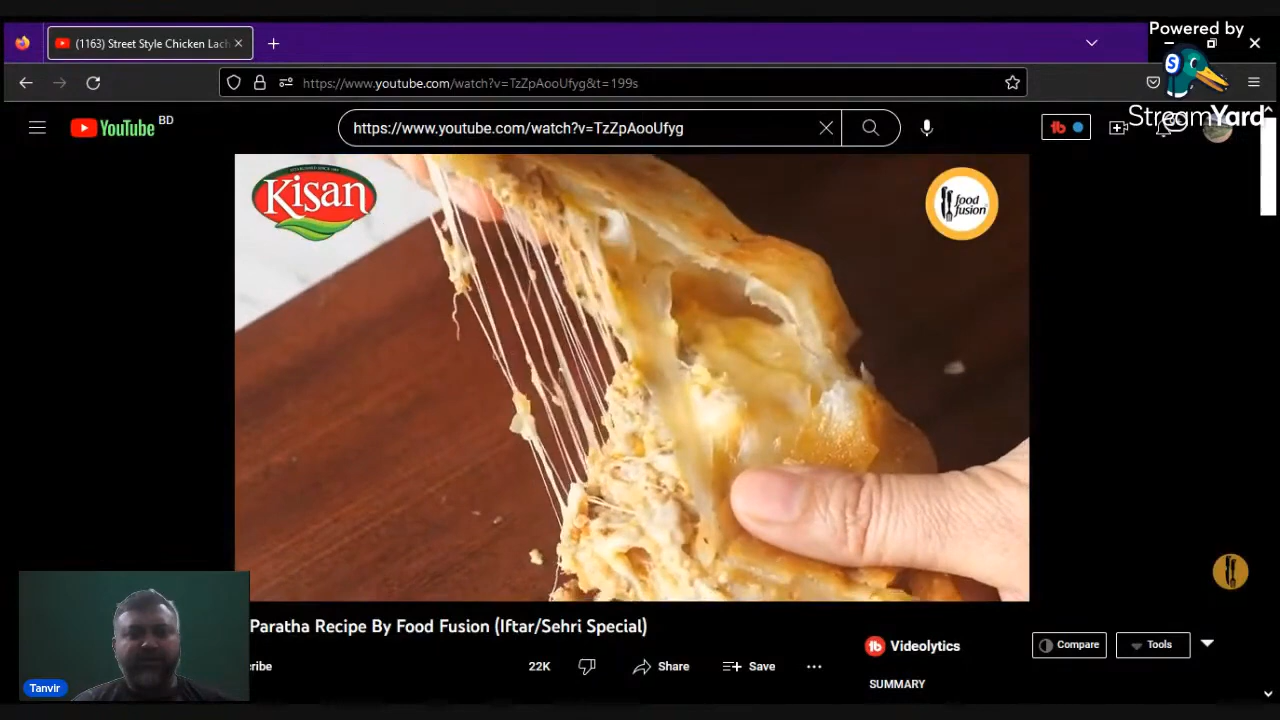 Powered by
(1163) Street Style Chicken Lach
https://www.youtube.com/watch?v=TzZpAooUfyg&t=199s
StreamYard
YouTube BD
https://www.youtube.com/watch?v=TzZpAooUfyg
tb
Kisan
food
fusion
Paratha Recipe By Food Fusion (Iftar/Sehri Special)
tb Videolytics
Compare
Tools
ribe
22K
Share
Save
SUMMARY
Tanvir